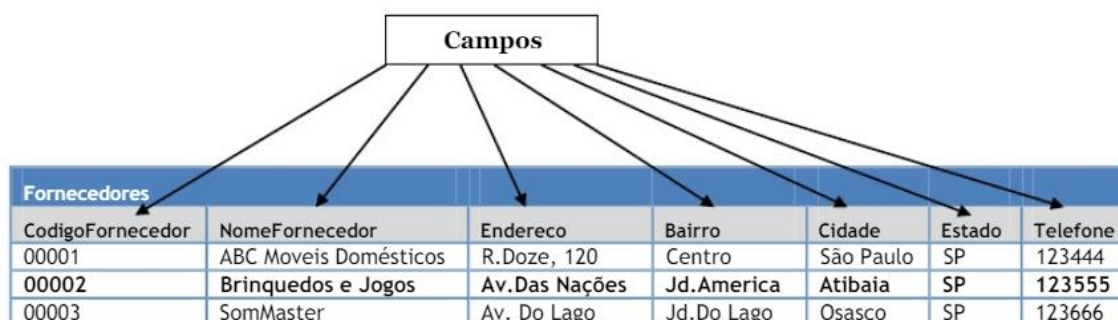 Campos
Fornecedores
CodigoFornecedor NomeFornecedor Endereco Bairro Cidade Estado Telefone
00001 ABC Moveis Domésticos R.Doze, 120 Centro São Paulo SP 123444
00002 Brinquedos e Jogos Av.Das Nações Jd.America Atibaia SP 123555
00003 SomMaster Av. Do Lago Jd.Do Lago Osasco SP 123666